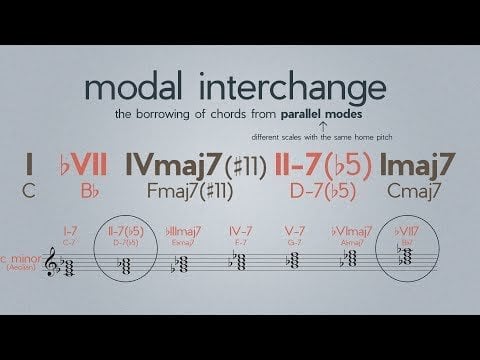 modal interchange
the borrowing of chords from parallel modes
different scales with the same home pitch
I ♭VII IVmaj7(♯11) II-7(♭5) Imaj7
C B♭ Fmaj7(♯11) D-7(♭5) Cmaj7
I-7 II-7(♭5) ♭IIImaj7 IV-7 V-7 ♭VImaj7 ♭VII7
C-7 D-7(♭5) E♭maj7 F-7 G-7 A♭maj7 B♭7
c minor
(Aeolian)